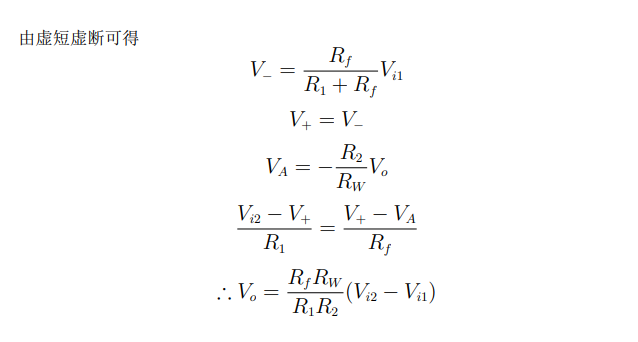 由虚短虚断可得
V_- = \frac{R_f}{R_1 + R_f} V_{i1}
V_+ = V_-
V_A = -\frac{R_2}{R_W} V_o
\frac{V_{i2} - V_+}{R_1} = \frac{V_+ - V_A}{R_f}
\therefore V_o = \frac{R_f R_W}{R_1 R_2} (V_{i2} - V_{i1})